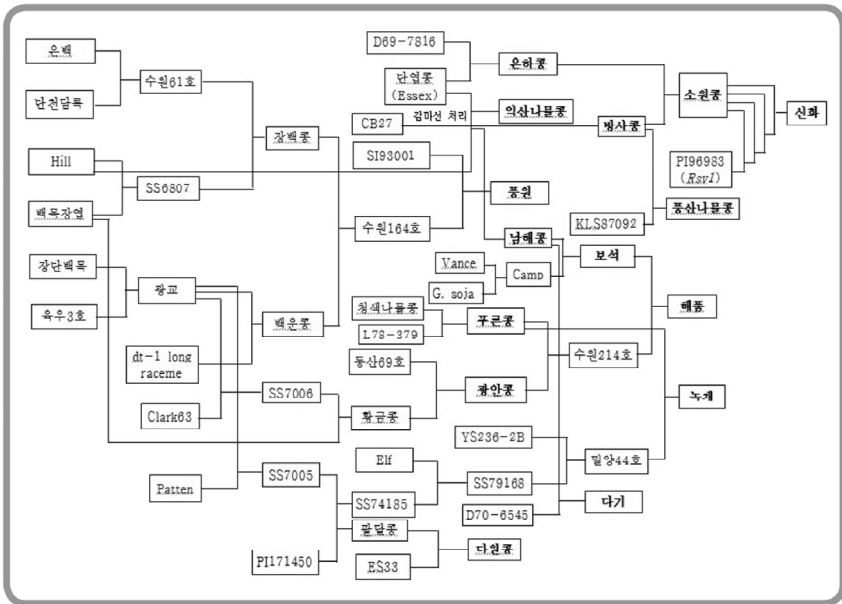 은백
단천담록
수원61호
장백콩
Hill
SS6807
백목장엽
장단백목
육우3호
광교
백운콩
dt-1 long
raceme
Clark63
SS7006
황금콩
Patten
SS7005
SS74185
팔달콩
PI171450
ES33
D69-7816
은하콩
단엽콩
(Essex)
감마선 처리
익산나물콩
CB27
방사콩
소원콩
신화
SI93001
PI96983
(Rsv1)
풍원
풍산나물콩
수원164호
KLS87092
남해콩
보석
Vance
Camp
G. soja
해품
청색나물콩
푸른콩
L78-379
수원214호
동산69호
광안콩
녹채
YS236-2B
밀양44호
Elf
SS79168
D70-6545
다기
다원콩